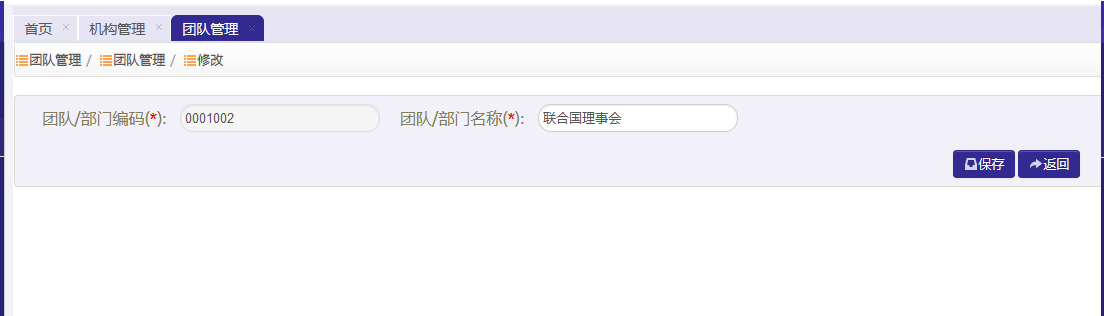 首页 × 机构管理 × 团队管理 ×
团队管理 / 团队管理 / 修改
团队/部门编码(*): 0001002 团队/部门名称(*): 联合国理事会
保存 返回